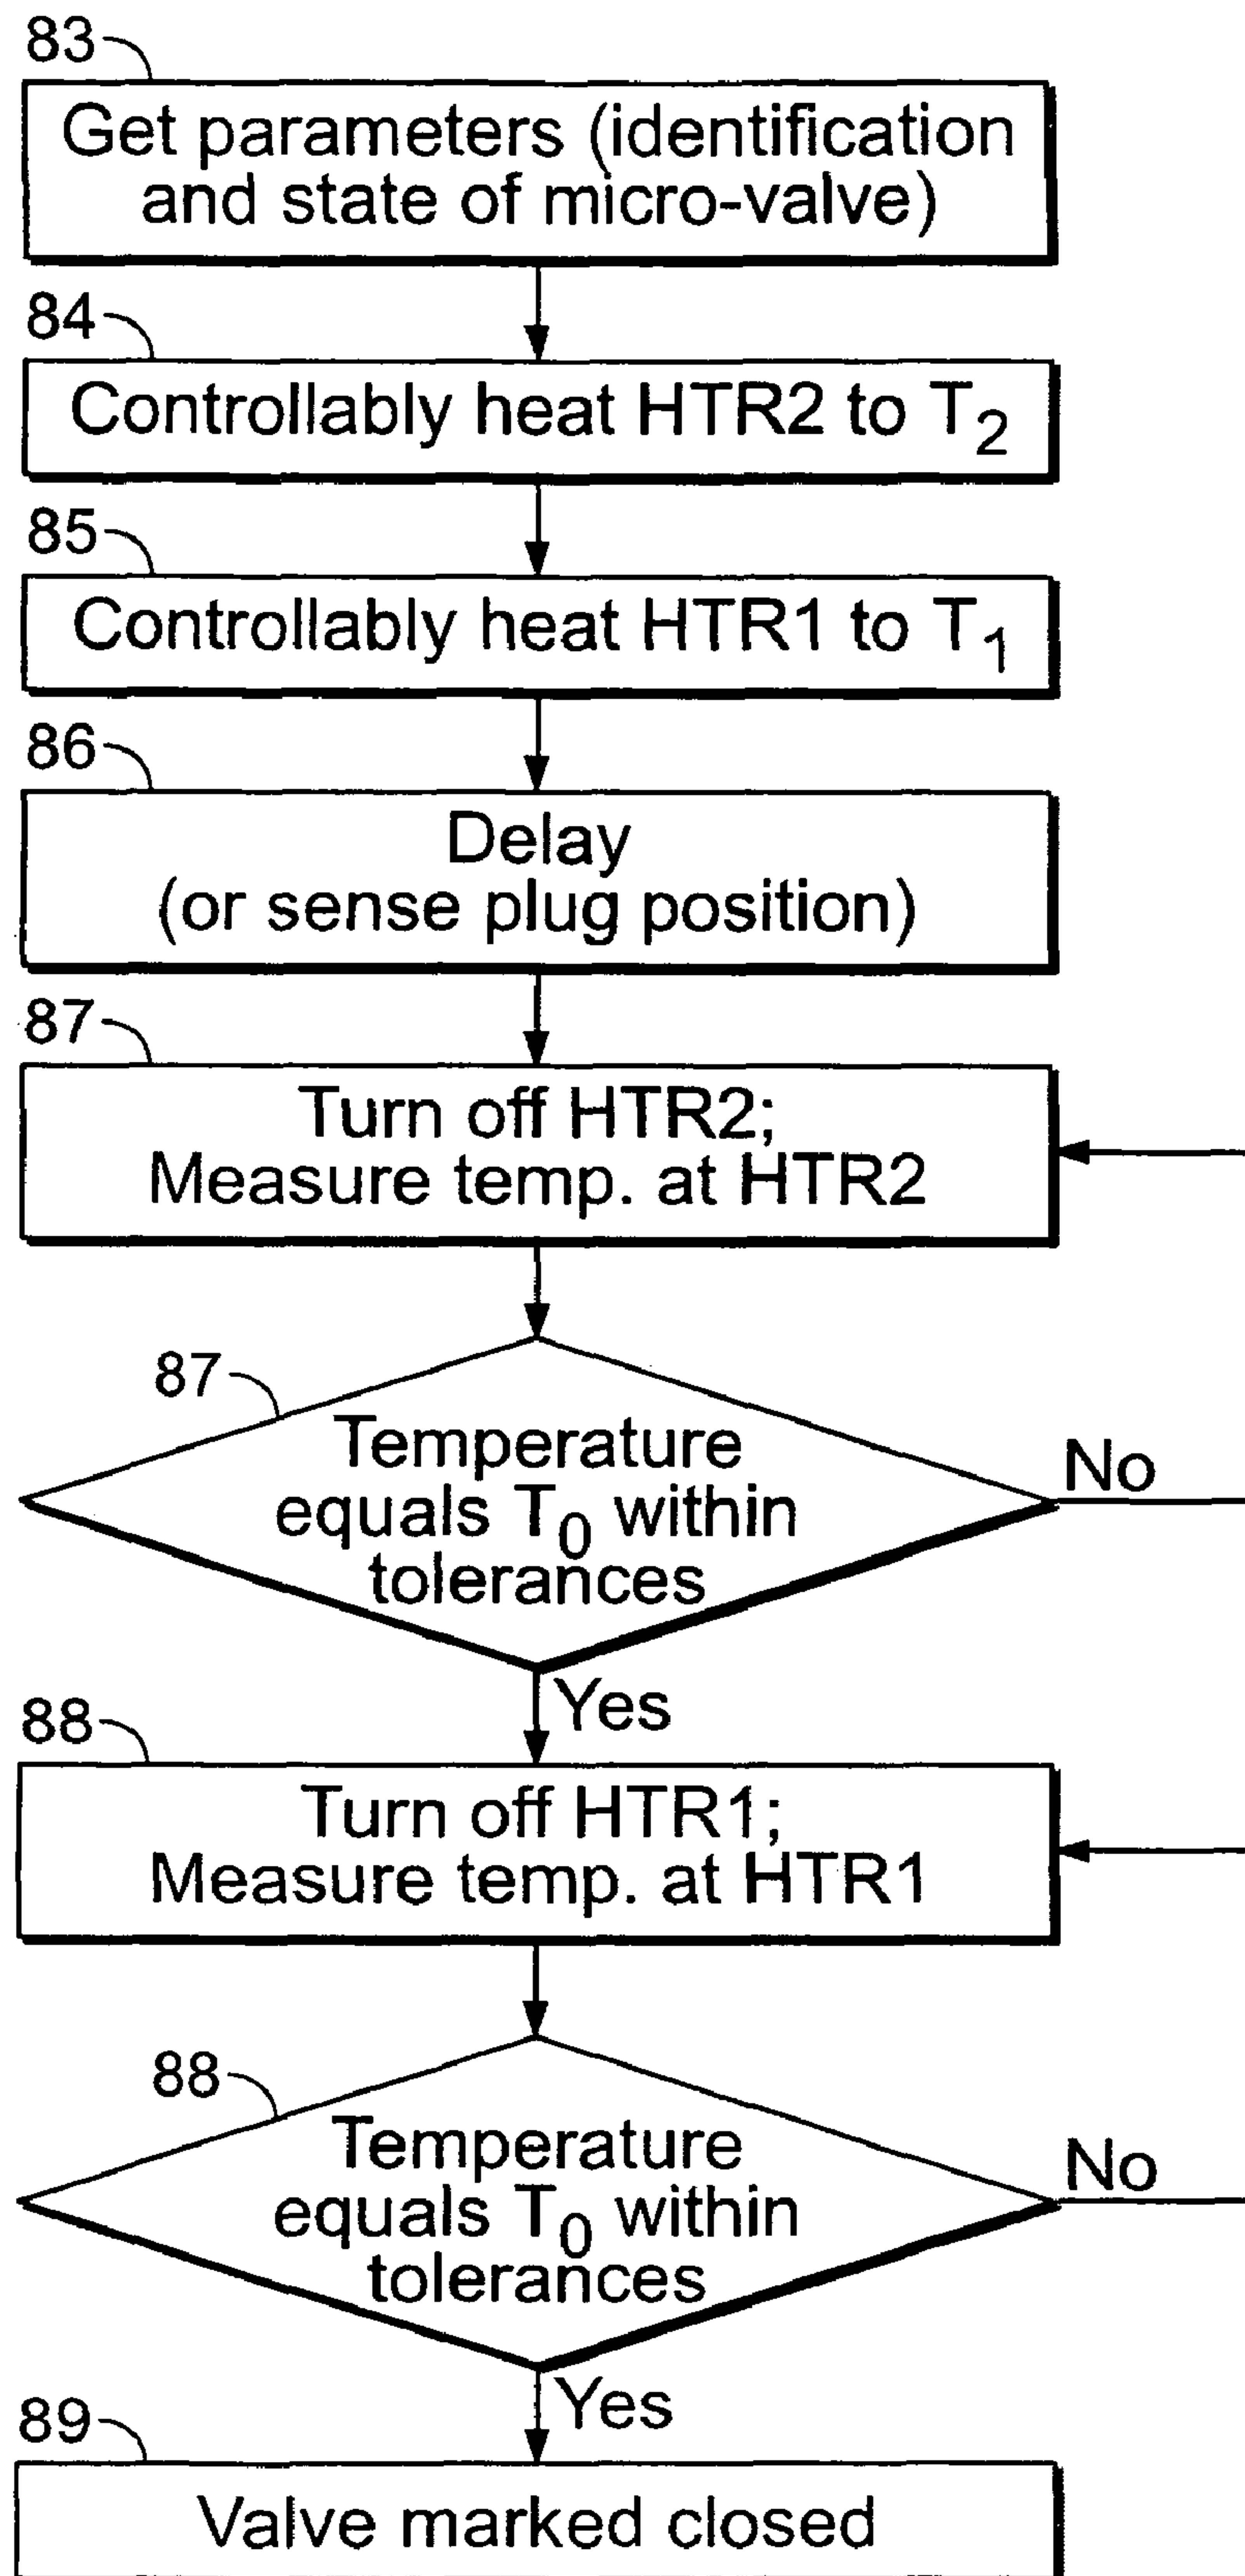 83
Get parameters (identification
and state of micro-valve)
84
Controllably heat HTR2 to T2
85
Controllably heat HTR1 to T1
86
Delay
(or sense plug position)
87
Turn off HTR2;
Measure temp. at HTR2
87
Temperature
equals T0 within
tolerances
No
Yes
88
Turn off HTR1;
Measure temp. at HTR1
88
Temperature
equals T0 within
tolerances
No
Yes
89
Valve marked closed